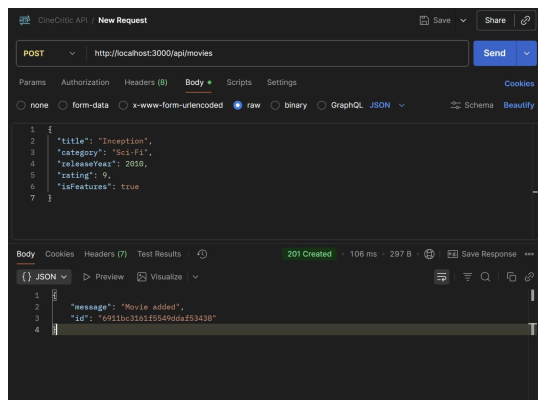 CineCritic API / New Request
Save
Share
POST
http://localhost:3000/api/movies
Send
Params Authorization Headers (8) Body Scripts Settings
Cookies
none form-data x-www-form-urlencoded raw binary GraphQL JSON
Schema Beautify
1 {
2 "title": "Inception",
3 "category": "Sci-Fi",
4 "releaseYear": 2010,
5 "rating": 9,
6 "isFeatures": true
7 }
Body Cookies Headers (7) Test Results
201 Created • 106 ms • 297 B
Save Response
{} JSON
Preview
Visualize
1 {
2 "message": "Movie added",
3 "id": "6911bc3161f5549ddaf53438"
4 }